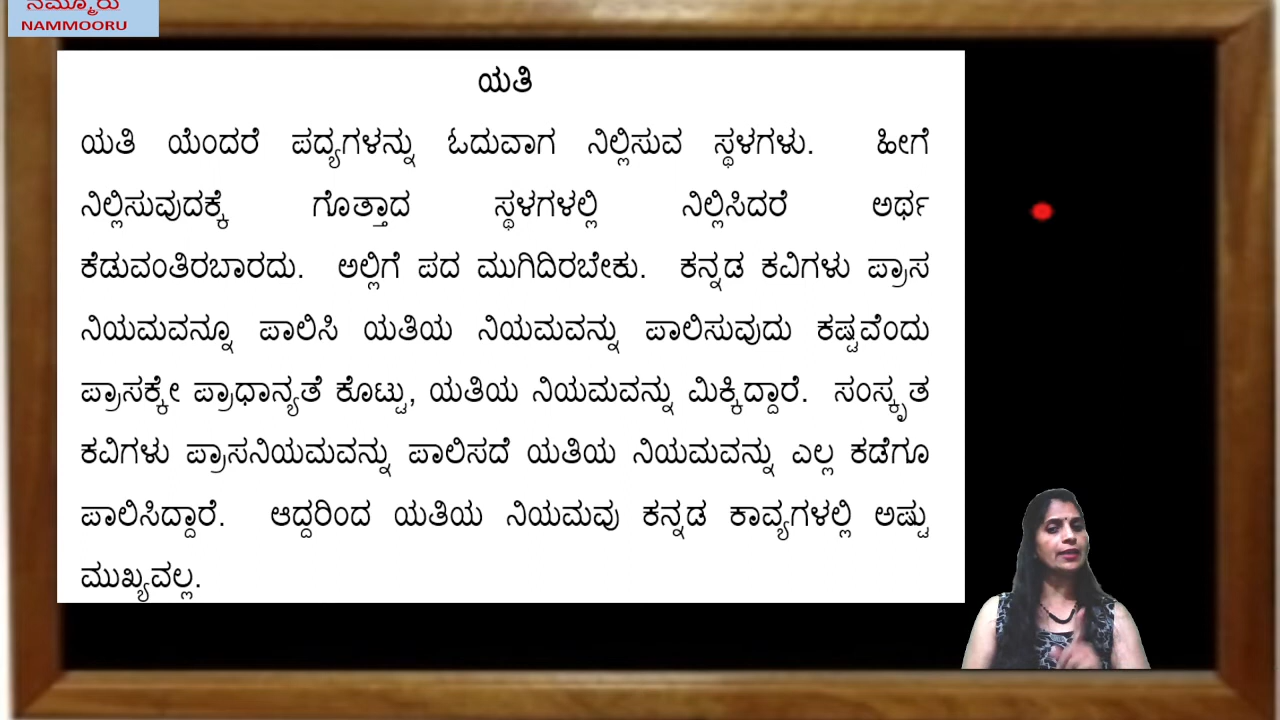 ನಮ್ಮೂರು
NAMMOORU
ಯತಿ
ಯತಿ ಯೆಂದರೆ ಪದ್ಯಗಳನ್ನು ಓದುವಾಗ ನಿಲ್ಲಿಸುವ ಸ್ಥಳಗಳು. ಹೀಗೆ
ನಿಲ್ಲಿಸುವುದಕ್ಕೆ ಗೊತ್ತಾದ ಸ್ಥಳಗಳಲ್ಲಿ ನಿಲ್ಲಿಸಿದರೆ ಅರ್ಥ
ಕೆಡುವಂತಿರಬಾರದು. ಅಲ್ಲಿಗೆ ಪದ ಮುಗಿದಿರಬೇಕು. ಕನ್ನಡ ಕವಿಗಳು ಪ್ರಾಸ
ನಿಯಮವನ್ನೂ ಪಾಲಿಸಿ ಯತಿಯ ನಿಯಮವನ್ನು ಪಾಲಿಸುವುದು ಕಷ್ಟವೆಂದು
ಪ್ರಾಸಕ್ಕೇ ಪ್ರಾಧಾನ್ಯತೆ ಕೊಟ್ಟು, ಯತಿಯ ನಿಯಮವನ್ನು ಮಿಕ್ಕಿದ್ದಾರೆ. ಸಂಸ್ಕೃತ
ಕವಿಗಳು ಪ್ರಾಸನಿಯಮವನ್ನು ಪಾಲಿಸದೆ ಯತಿಯ ನಿಯಮವನ್ನು ಎಲ್ಲ ಕಡೆಗೂ
ಪಾಲಿಸಿದ್ದಾರೆ. ಆದ್ದರಿಂದ ಯತಿಯ ನಿಯಮವು ಕನ್ನಡ ಕಾವ್ಯಗಳಲ್ಲಿ ಅಷ್ಟು
ಮುಖ್ಯವಲ್ಲ.